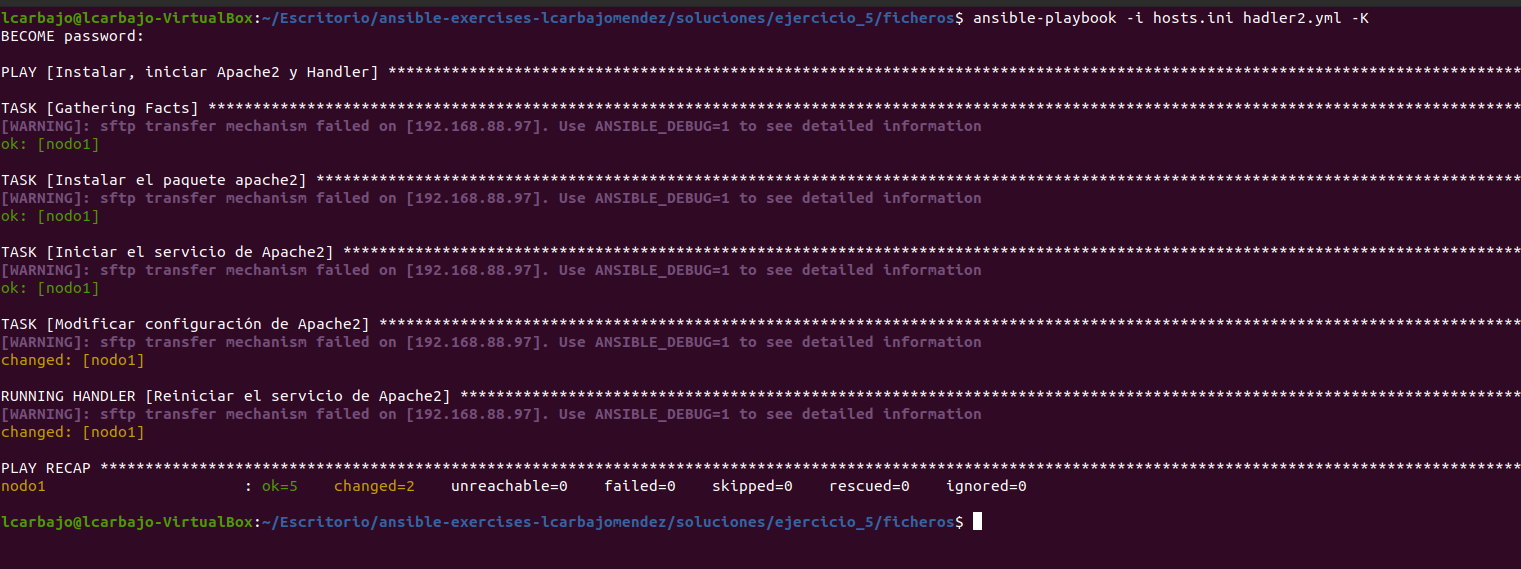 lcarbajo@lcarbajo-VirtualBox:~/Escritorio/ansible-exercises-lcarbajomendez/soluciones/ejercicio_5/ficheros$ ansible-playbook -i hosts.ini hadler2.yml -K
BECOME password:
PLAY [Instalar, iniciar Apache2 y Handler] ******************************************************************************************************************************
TASK [Gathering Facts] **************************************************************************************************************************************************
[WARNING]: sftp transfer mechanism failed on [192.168.88.97]. Use ANSIBLE_DEBUG=1 to see detailed information
ok: [nodo1]
TASK [Instalar el paquete apache2] **************************************************************************************************************************************
[WARNING]: sftp transfer mechanism failed on [192.168.88.97]. Use ANSIBLE_DEBUG=1 to see detailed information
ok: [nodo1]
TASK [Iniciar el servicio de Apache2] ***********************************************************************************************************************************
[WARNING]: sftp transfer mechanism failed on [192.168.88.97]. Use ANSIBLE_DEBUG=1 to see detailed information
ok: [nodo1]
TASK [Modificar configuración de Apache2] *******************************************************************************************************************************
[WARNING]: sftp transfer mechanism failed on [192.168.88.97]. Use ANSIBLE_DEBUG=1 to see detailed information
changed: [nodo1]
RUNNING HANDLER [Reiniciar el servicio de Apache2] **********************************************************************************************************************
[WARNING]: sftp transfer mechanism failed on [192.168.88.97]. Use ANSIBLE_DEBUG=1 to see detailed information
changed: [nodo1]
PLAY RECAP **************************************************************************************************************************************************************
nodo1                      : ok=5    changed=2    unreachable=0    failed=0    skipped=0    rescued=0    ignored=0
lcarbajo@lcarbajo-VirtualBox:~/Escritorio/ansible-exercises-lcarbajomendez/soluciones/ejercicio_5/ficheros$